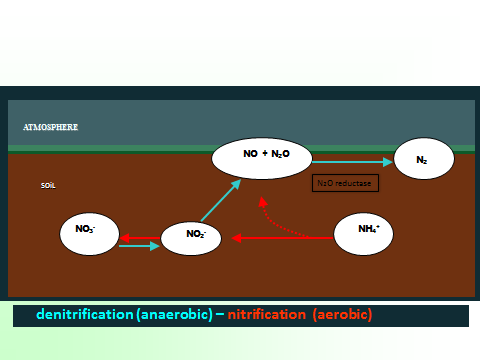 ATMOSPHERE
NO + N₂O
N₂
N₂O reductase
SOIL
NO₃⁻
NO₂⁻
NH₄⁺
denitrification (anaerobic) – nitrification (aerobic)